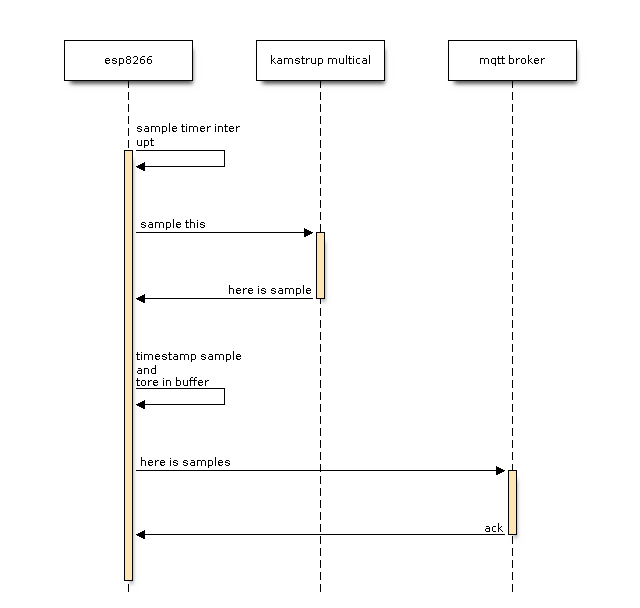 esp8266
kamstrup multical
mqtt broker
sample timer inter
upt
sample this
here is sample
timestamp sample
and
tore in buffer
here is samples
ack